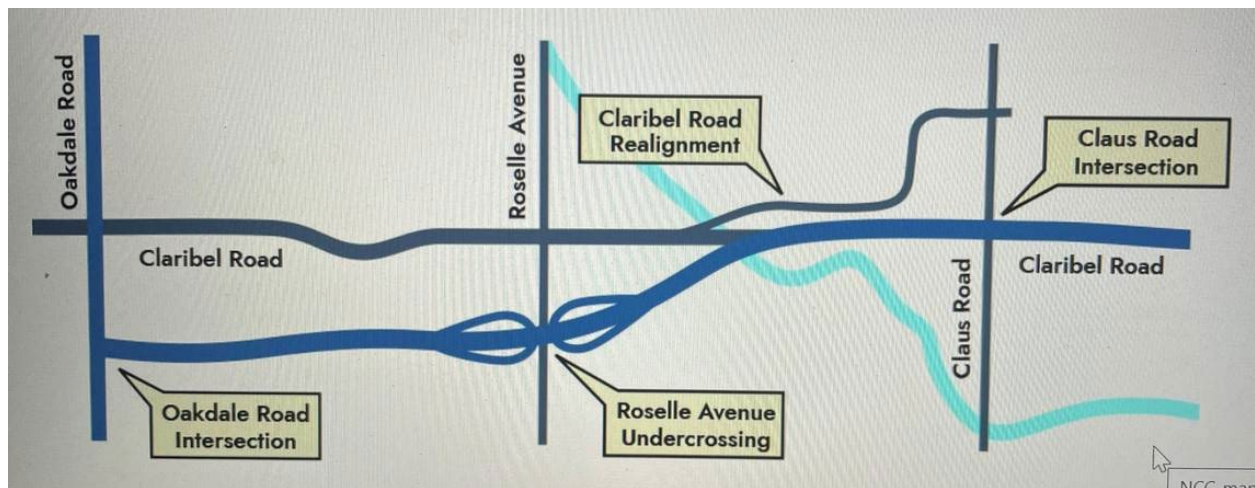 Oakdale Road
Roselle Avenue
Claribel Road
Realignment
Claus Road
Intersection
Claribel Road
Claus Road
Claribel Road
Oakdale Road
Intersection
Roselle Avenue
Undercrossing
NCC